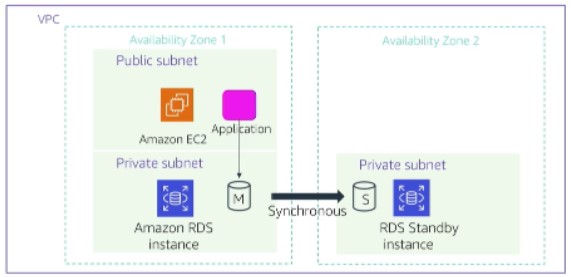 VPC
Availability Zone 1
Availability Zone 2
Public subnet
Amazon EC2
Application
Private subnet
Private subnet
M
S
Synchronous
Amazon RDS
instance
RDS Standby
instance